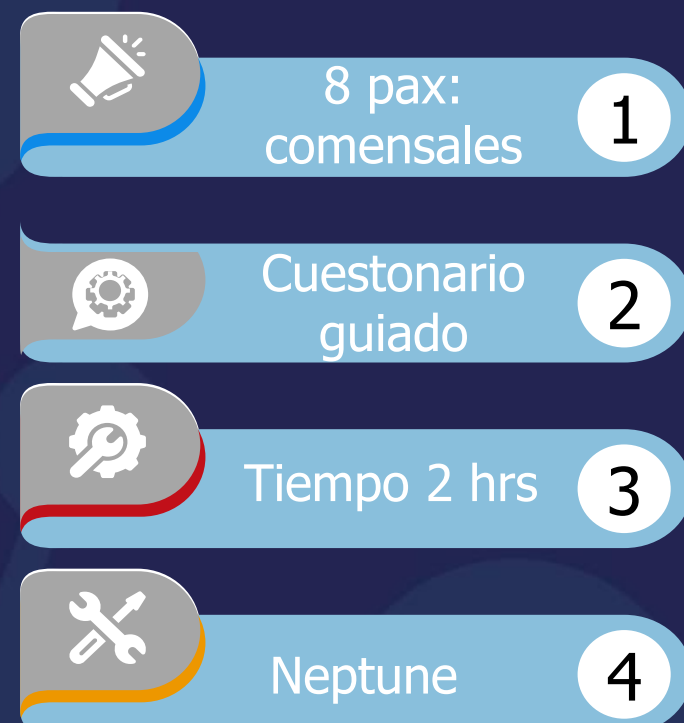 8 pax:
comensales
1
Cuestonario
guiado
2
Tiempo 2 hrs
3
Neptune
4